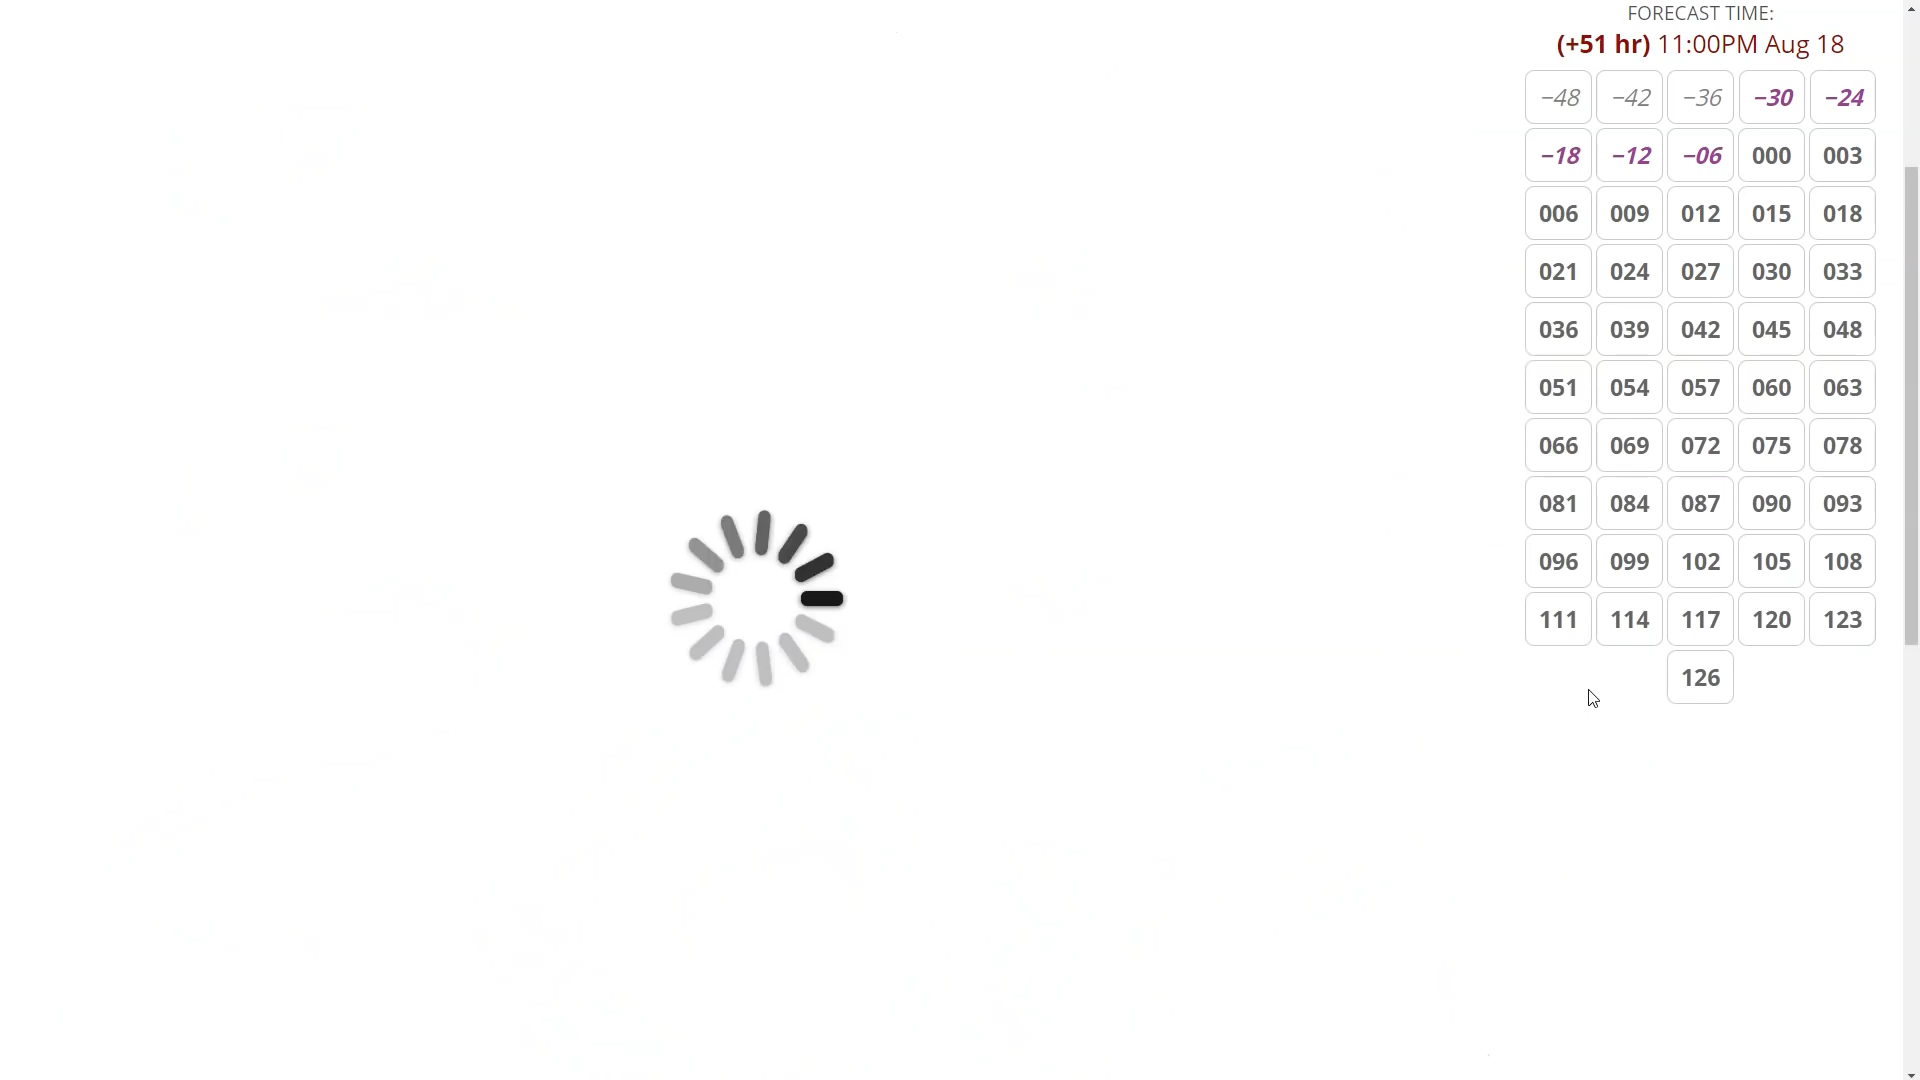 FORECAST TIME:
(+51 hr) 11:00PM Aug 18
−48 −42 −36 −30 −24
−18 −12 −06 000 003
006 009 012 015 018
021 024 027 030 033
036 039 042 045 048
051 054 057 060 063
066 069 072 075 078
081 084 087 090 093
096 099 102 105 108
111 114 117 120 123
126